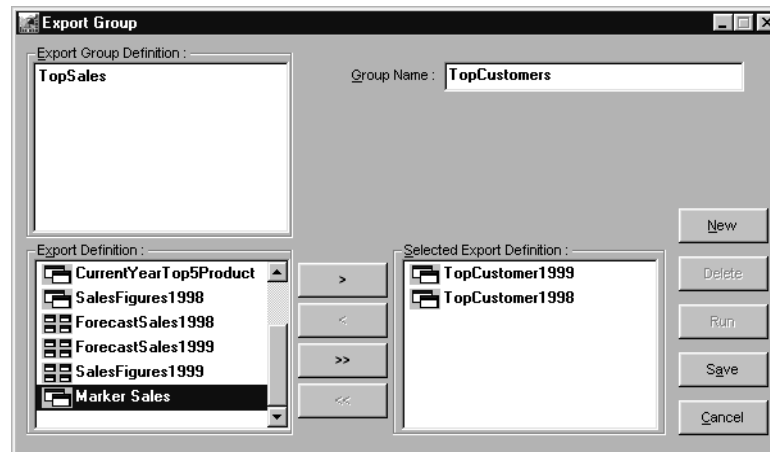 Export Group
Export Group Definition :
TopSales
Group Name : TopCustomers
Export Definition :
CurrentYearTop5Product
SalesFigures1998
ForecastSales1998
ForecastSales1999
SalesFigures1999
Marker Sales
>
<
>>
<<
Selected Export Definition :
TopCustomer1999
TopCustomer1998
New
Delete
Run
Save
Cancel